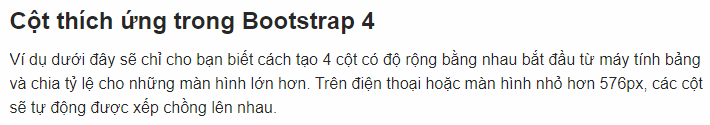 Cột thích ứng trong Bootstrap 4
Ví dụ dưới đây sẽ chỉ cho bạn biết cách tạo 4 cột có độ rộng bằng nhau bắt đầu từ máy tính bảng
và chia tỷ lệ cho những màn hình lớn hơn. Trên điện thoại hoặc màn hình nhỏ hơn 576px, các cột
sẽ tự động được xếp chồng lên nhau.